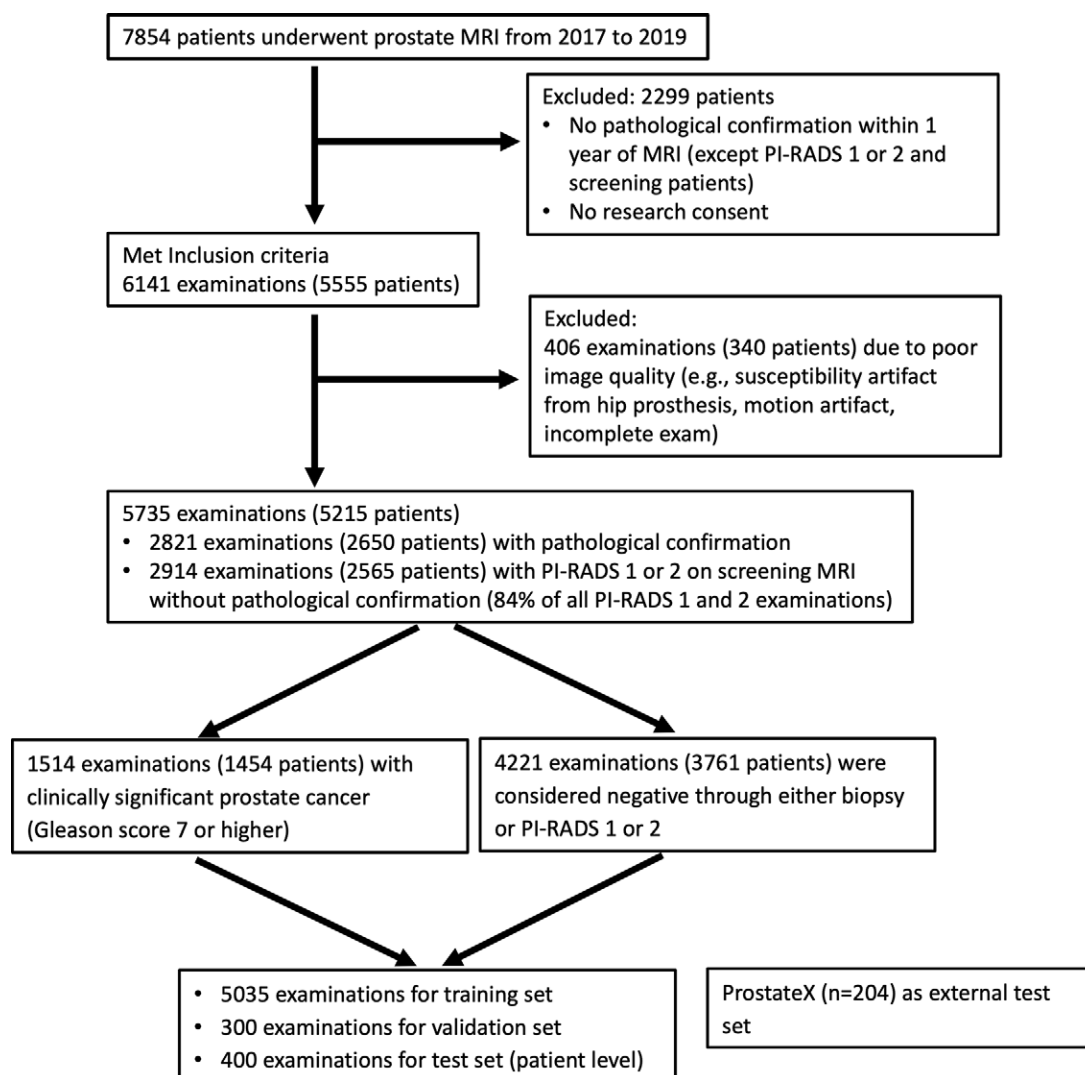 7854 patients underwent prostate MRI from 2017 to 2019
Excluded: 2299 patients
• No pathological confirmation within 1
year of MRI (except PI-RADS 1 or 2 and
screening patients)
• No research consent
Met Inclusion criteria
6141 examinations (5555 patients)
Excluded:
406 examinations (340 patients) due to poor
image quality (e.g., susceptibility artifact
from hip prosthesis, motion artifact,
incomplete exam)
5735 examinations (5215 patients)
• 2821 examinations (2650 patients) with pathological confirmation
• 2914 examinations (2565 patients) with PI-RADS 1 or 2 on screening MRI
without pathological confirmation (84% of all PI-RADS 1 and 2 examinations)
1514 examinations (1454 patients) with
clinically significant prostate cancer
(Gleason score 7 or higher)
4221 examinations (3761 patients) were
considered negative through either biopsy
or PI-RADS 1 or 2
• 5035 examinations for training set
• 300 examinations for validation set
• 400 examinations for test set (patient level)
ProstateX (n=204) as external test
set